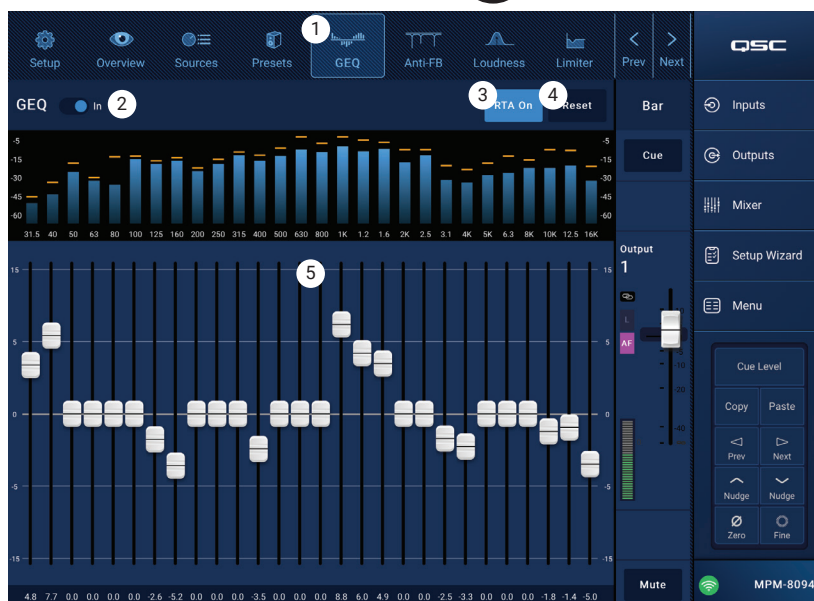 1
Setup Overview Sources Presets GEQ Anti-FB Loudness Limiter Prev Next
QSC
GEQ In 2 3 RTA On 4 Reset
Bar
Cue
-5 -5
-15 -15
-30 -30
-45 -45
-60 -60
31.5 40 50 63 80 100 125 160 200 250 315 400 500 630 800 1K 1.2 1.6 2K 2.5 3.1 4K 5K 6.3 8K 10K 12.5 16K
5
15 15
5 5
0 0
-5 -5
-15 -15
4.8 7.7 0.0 0.0 0.0 0.0 -2.6 -5.2 0.0 0.0 0.0 -3.5 0.0 0.0 0.0 8.8 6.0 4.9 0.0 0.0 -2.5 -3.3 0.0 0.0 0.0 -1.8 -1.4 -5.0
Output
1
L
AF
-5
-10
-20
-40
Mute
Inputs
Outputs
Mixer
Setup Wizard
Menu
Cue Level
Copy Paste
Prev Next
Nudge Nudge
Zero Fine
MPM-8094